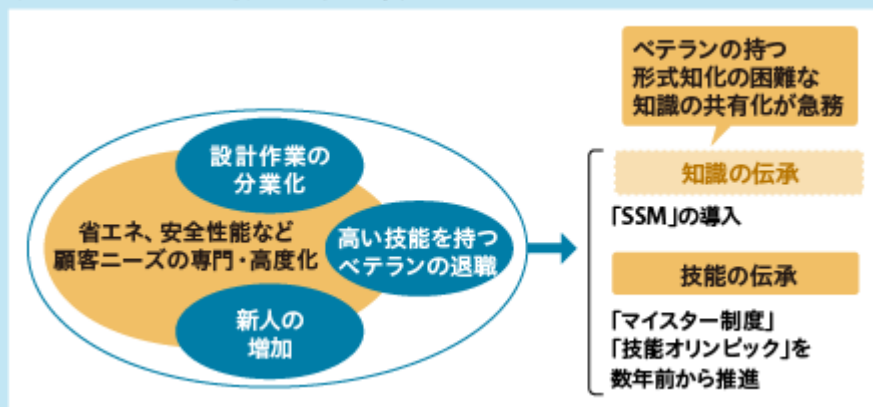 設計作業の
分業化
省エネ、安全性能など
顧客ニーズの専門・高度化
高い技能を持つ
ベテランの退職
新人の
増加
ベテランの持つ
形式知化の困難な
知識の共有化が急務
知識の伝承
「SSM」の導入
技能の伝承
「マイスター制度」
「技能オリンピック」を
数年前から推進